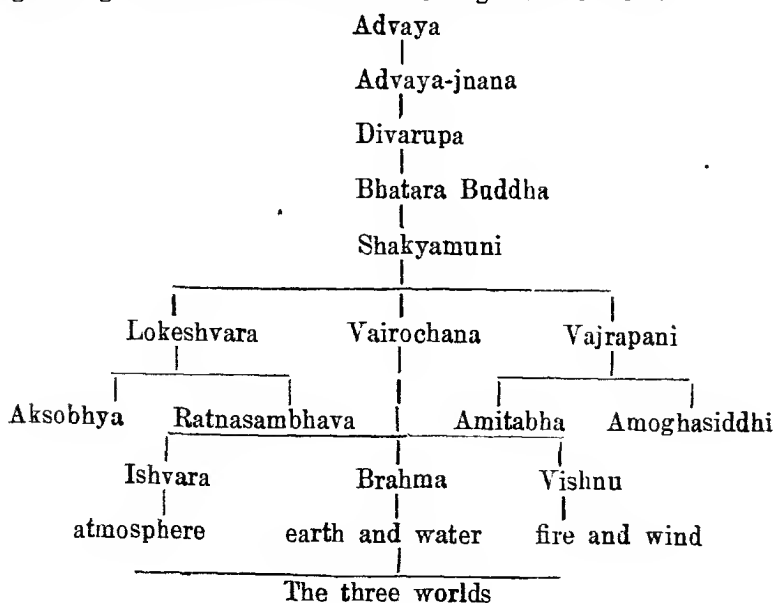 Advaya
Advaya-jnana
Divarupa
Bhatara Buddha
Shakyamuni
Lokeshvara Vairochana Vajrapani
Aksobhya Ratnasambhava Amitabha Amoghasiddhi
Ishvara Brahma Vishnu
atmosphere earth and water fire and wind
The three worlds